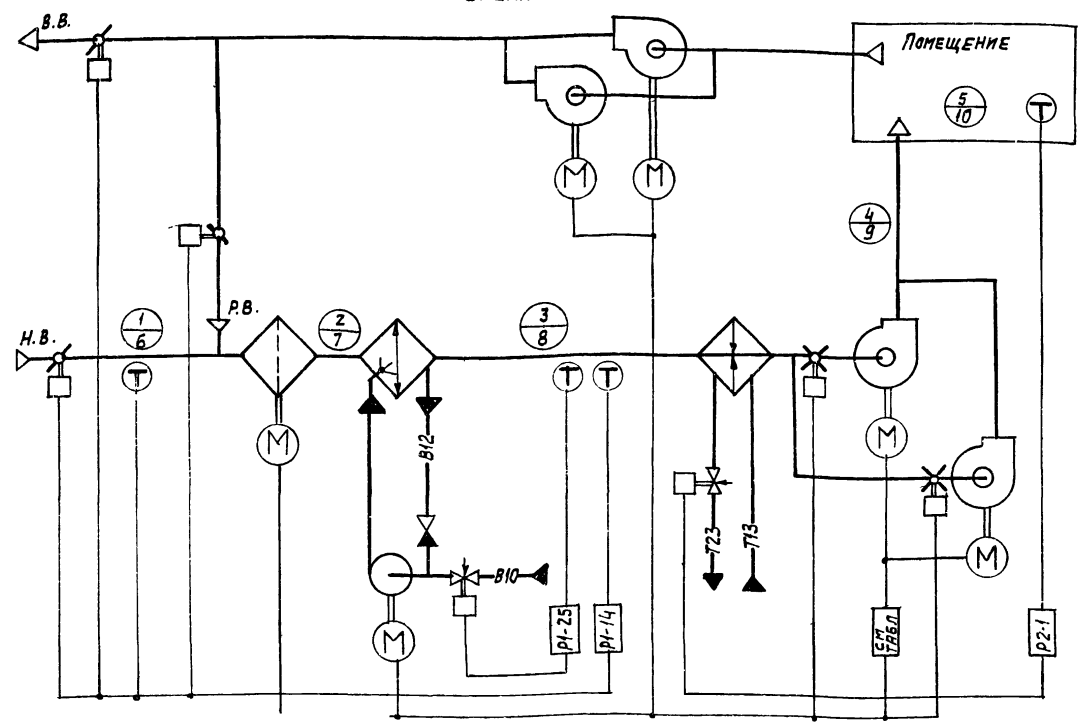 В.В.
ПОМЕЩЕНИЕ
5
10
Т
М
М
4
9
Н.В.
1
6
Р.В.
2
7
3
8
Т
Т
Т
М
М
В12
Т23
Т13
В10
М
М
Р1-25
Р1-14
СМ
ТАБЛ
Р2-1